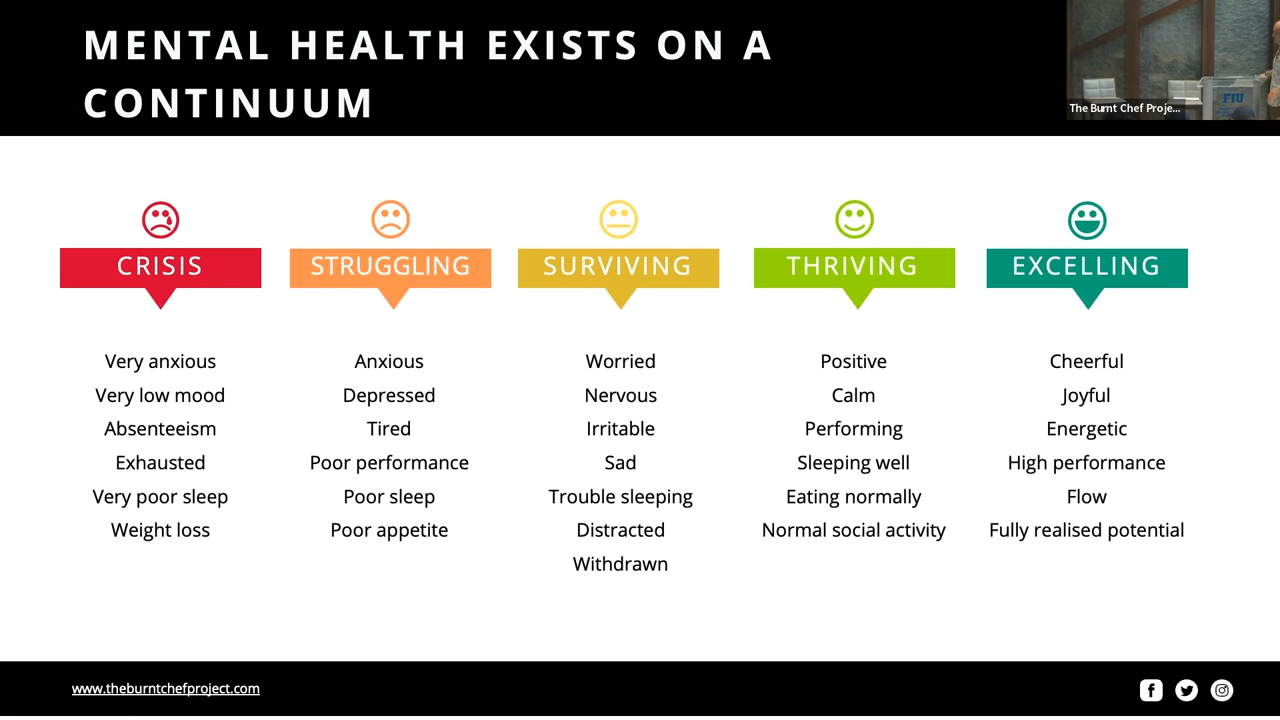 MENTAL HEALTH EXISTS ON A
CONTINUUM
The Burnt Chef Proje...
FIU
CRISIS
Very anxious
Very low mood
Absenteeism
Exhausted
Very poor sleep
Weight loss
STRUGGLING
Anxious
Depressed
Tired
Poor performance
Poor sleep
Poor appetite
SURVIVING
Worried
Nervous
Irritable
Sad
Trouble sleeping
Distracted
Withdrawn
THRIVING
Positive
Calm
Performing
Sleeping well
Eating normally
Normal social activity
EXCELLING
Cheerful
Joyful
Energetic
High performance
Flow
Fully realised potential
www.theburntchefproject.com